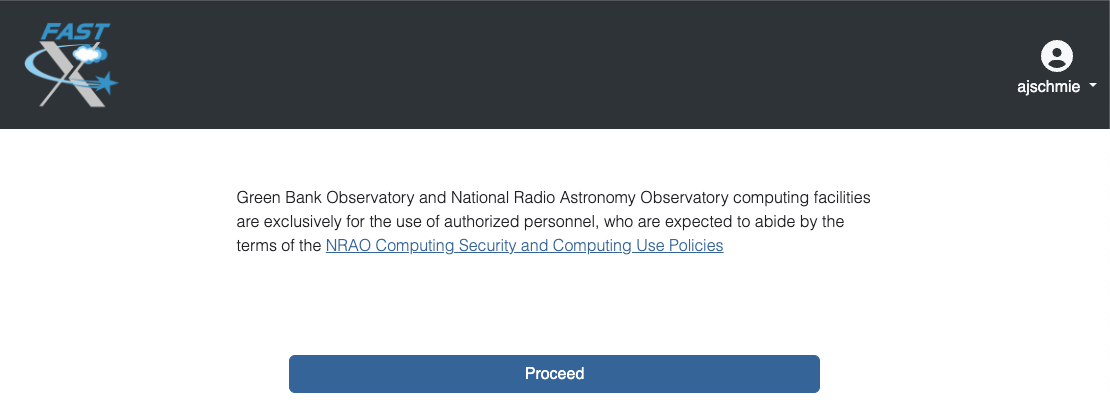 FAST
X
ajschmie
Green Bank Observatory and National Radio Astronomy Observatory computing facilities
are exclusively for the use of authorized personnel, who are expected to abide by the
terms of the NRAO Computing Security and Computing Use Policies
Proceed